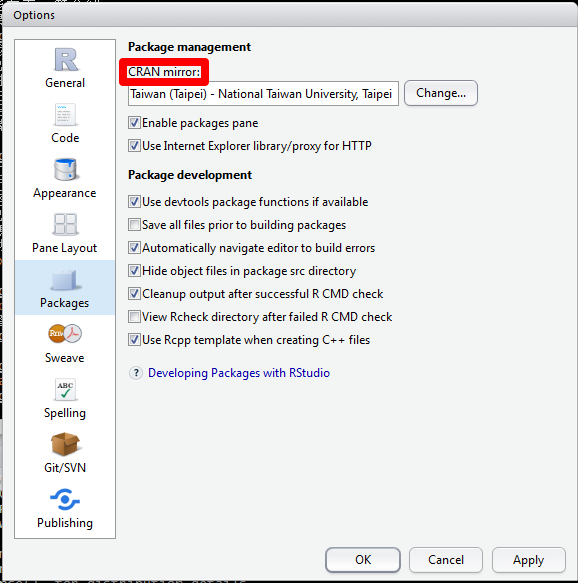 Options
General
Code
Appearance
Pane Layout
Packages
Sweave
ABC
Spelling
Git/SVN
Publishing
Package management
CRAN mirror:
Taiwan (Taipei) - National Taiwan University, Taipei
Change...
Enable packages pane
Use Internet Explorer library/proxy for HTTP
Package development
Use devtools package functions if available
Save all files prior to building packages
Automatically navigate editor to build errors
Hide object files in package src directory
Cleanup output after successful R CMD check
View Rcheck directory after failed R CMD check
Use Rcpp template when creating C++ files
? Developing Packages with RStudio
OK
Cancel
Apply